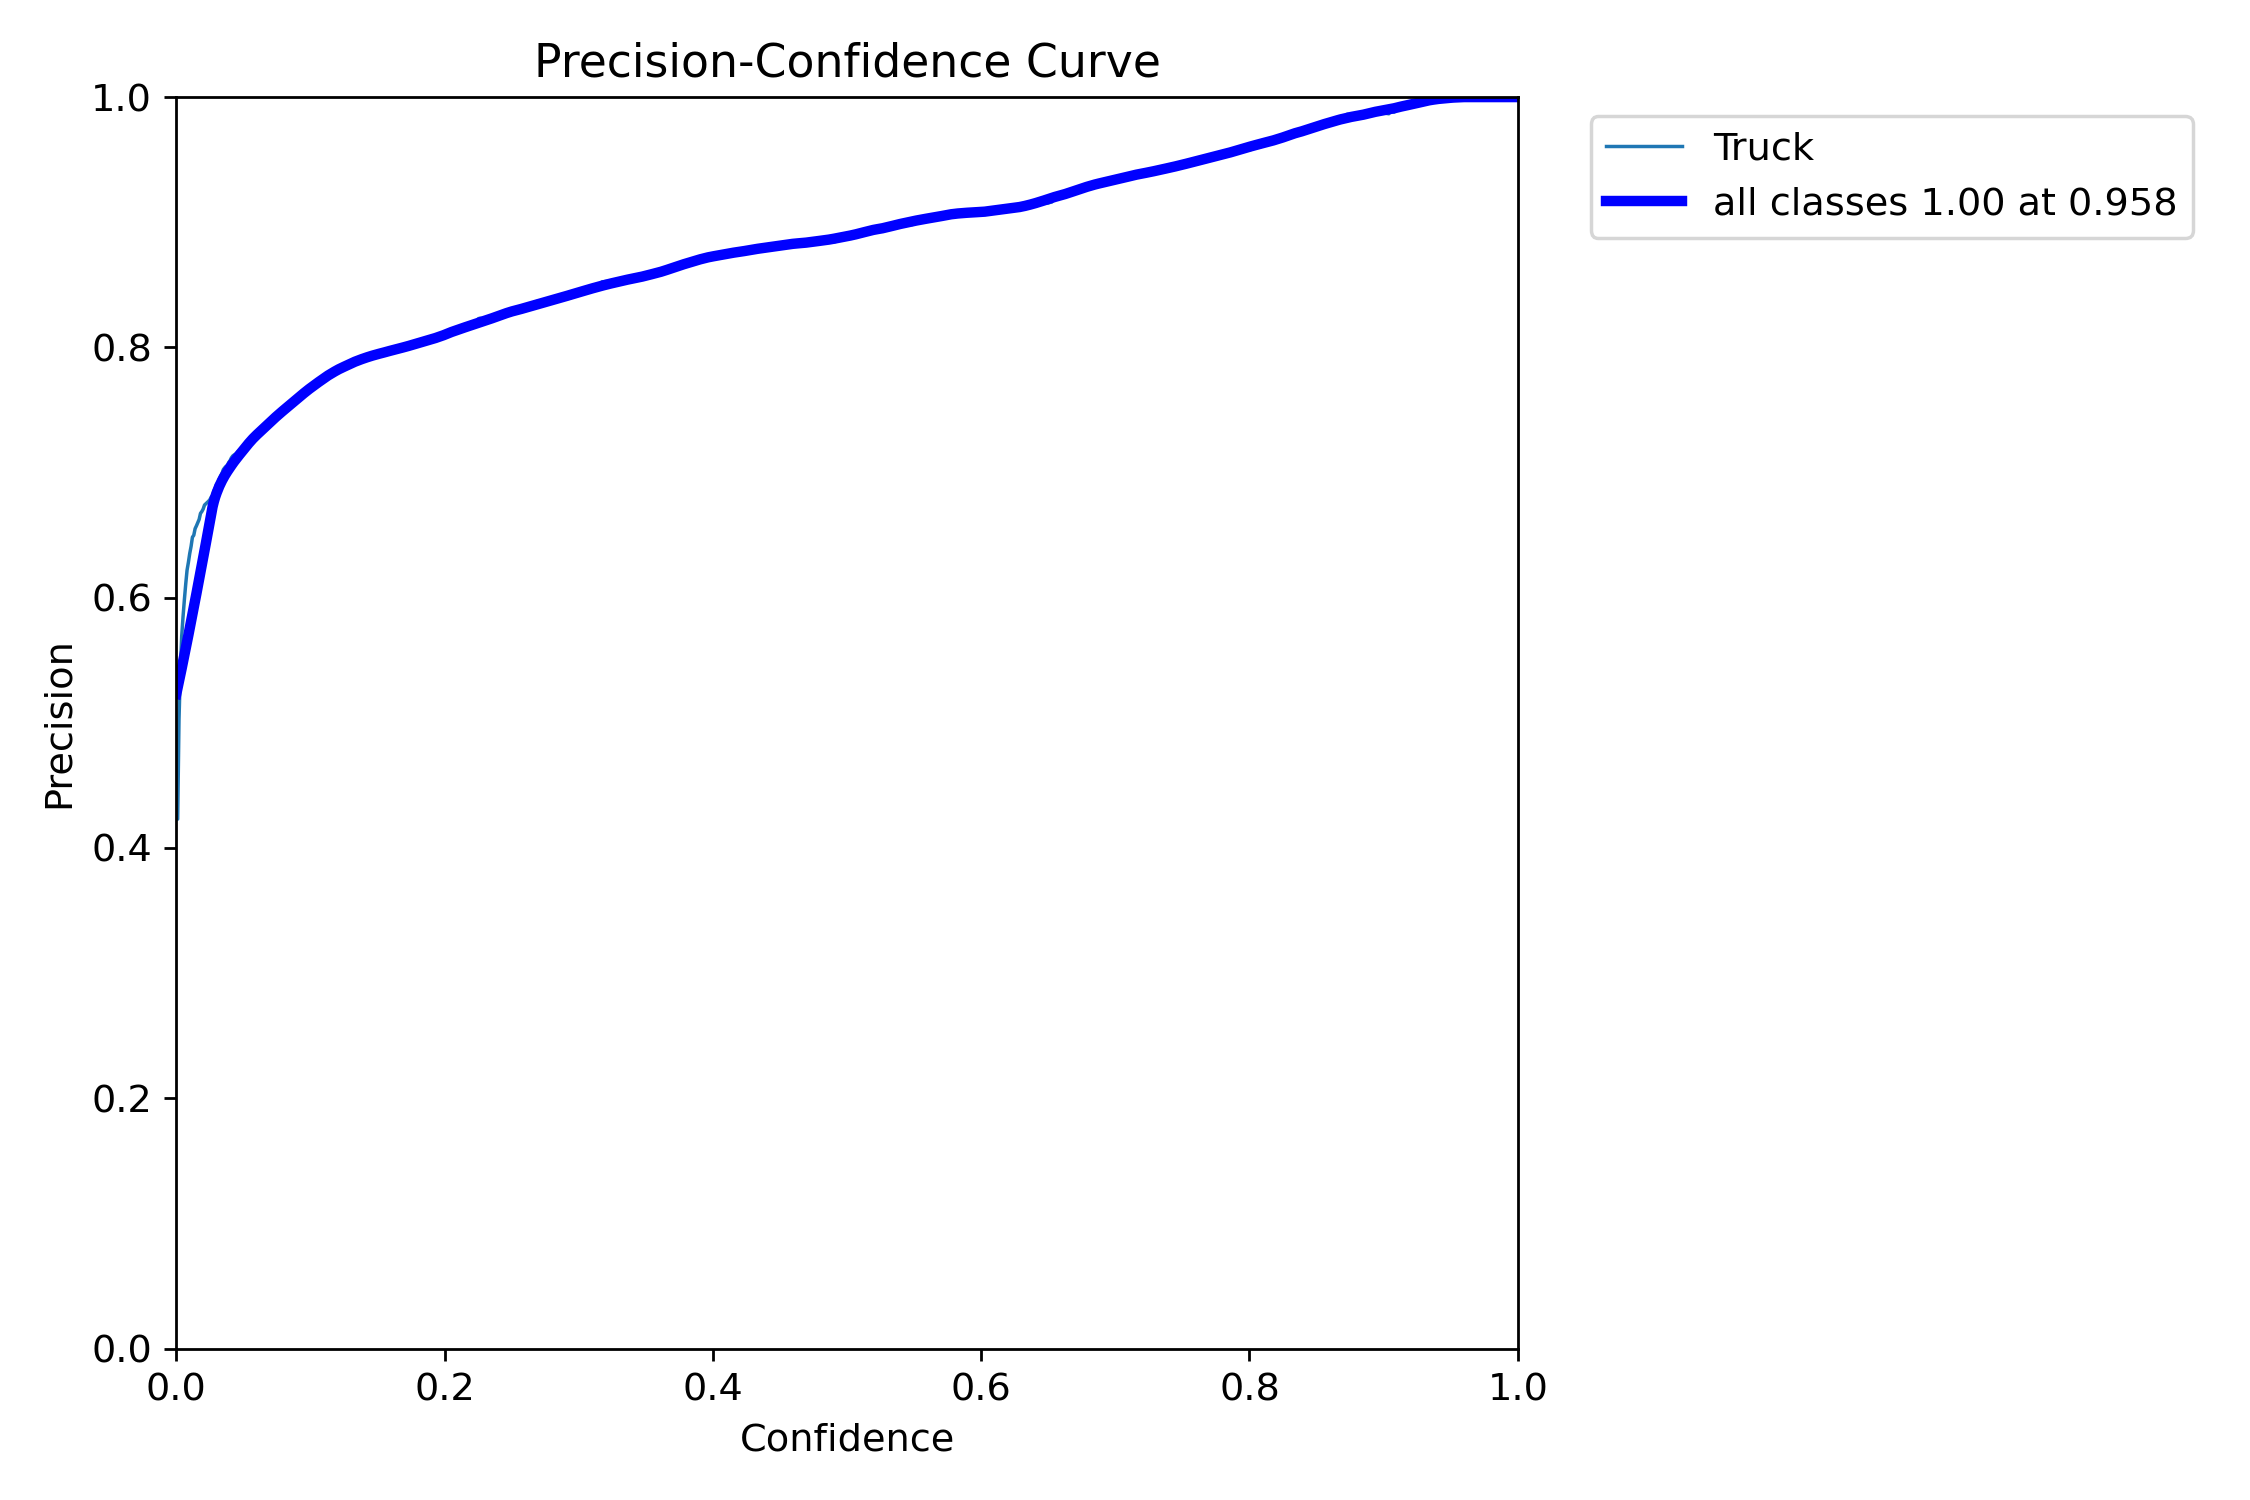 Precision-Confidence Curve
1.0
0.8
0.6
0.4
0.2
0.0
Precision
0.0 0.2 0.4 0.6 0.8 1.0
Confidence
Truck
all classes 1.00 at 0.958